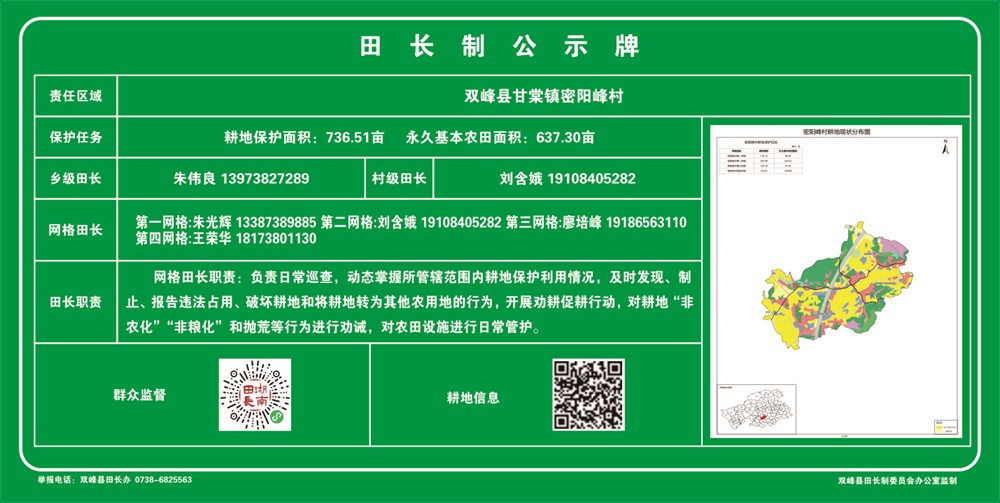 田长制公示牌
责任区域 双峰县甘棠镇密阳峰村
保护任务 耕地保护面积：736.51亩 永久基本农田面积：637.30亩
乡级田长 朱伟良 13973827289 村级田长 刘含娥 19108405282
网格田长 第一网格:朱光辉 13387389885 第二网格:刘含娥 19108405282 第三网格:廖培峰 19186563110
第四网格:王荣华 18173801130
田长职责 网格田长职责：负责日常巡查，动态掌握所管辖范围内耕地保护利用情况，及时发现、制
止、报告违法占用、破坏耕地和将耕地转为其他农用地的行为，开展劝耕促耕行动，对耕地“非
农化”“非粮化”和抛荒等行为进行劝诫，对农田设施进行日常管护。
密阳峰村耕地现状分布图
N
群众监督
湖南田长
耕地信息
举报电话：双峰县田长办 0738-6825563
双峰县田长制委员会办公室监制